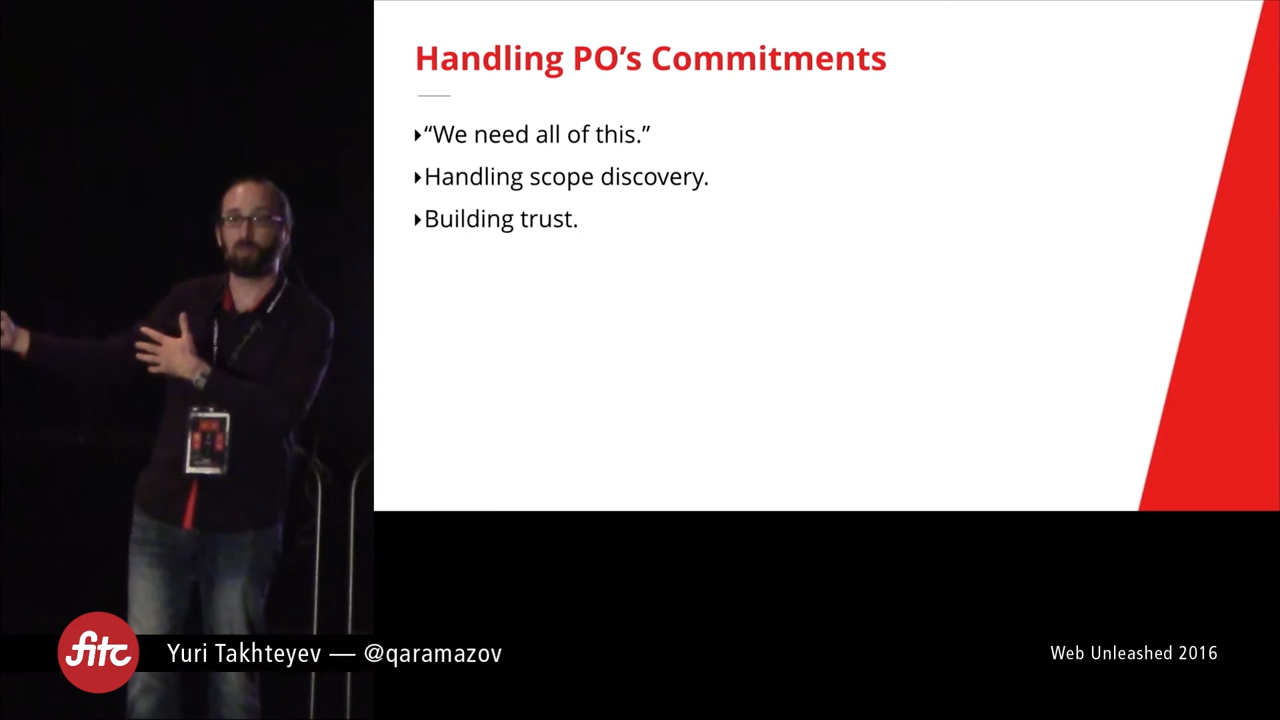 Handling PO’s Commitments
“We need all of this.”
Handling scope discovery.
Building trust.
fitc
Yuri Takhteyev — @qaramazov
Web Unleashed 2016